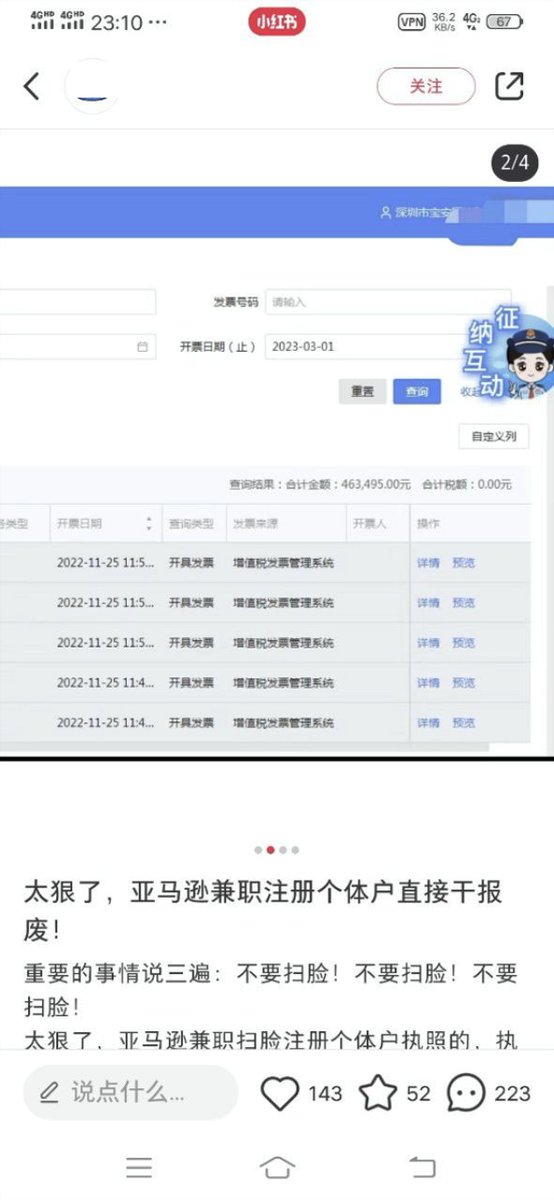 4GHD 4GHD 23:10 ··· 小红书 VPN 36.2 KB/s 4G 67
关注
2/4
深圳市宝安
发票号码 请输入
征纳互动
开票日期（止） 2023-03-01
重置 查询 收起
自定义列
查询结果：合计金额：463,495.00元 合计税额：0.00元
类型 开票日期 查询类型 发票来源 开票人 操作
2022-11-25 11:5... 开具发票 增值税发票管理系统 详情 预览
2022-11-25 11:5... 开具发票 增值税发票管理系统 详情 预览
2022-11-25 11:5... 开具发票 增值税发票管理系统 详情 预览
2022-11-25 11:4... 开具发票 增值税发票管理系统 详情 预览
2022-11-25 11:4... 开具发票 增值税发票管理系统 详情 预览
太狠了，亚马逊兼职注册个体户直接干报
废！
重要的事情说三遍：不要扫脸！不要扫脸！不要
扫脸！
太狠了，亚马逊兼职扫脸注册个体户执照的，执
说点什么... 143 52 223